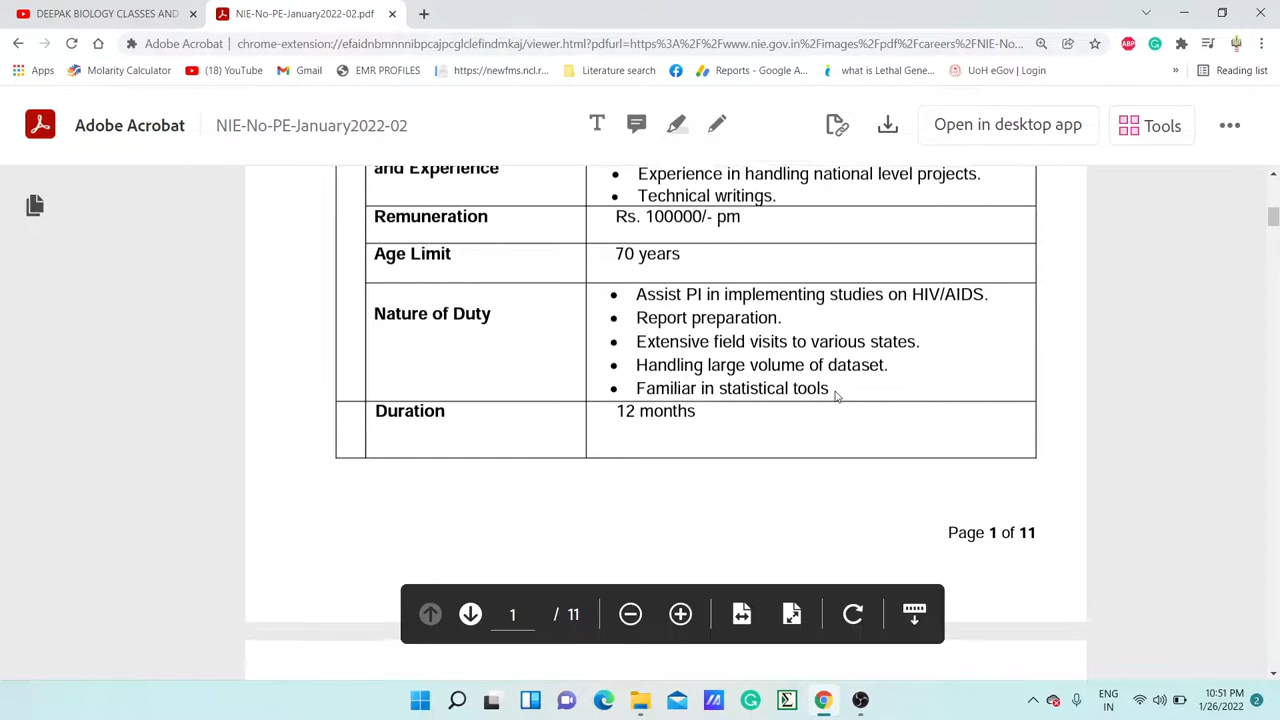 DEEPAK BIOLOGY CLASSES AND
NIE-No-PE-January2022-02.pdf
Adobe Acrobat | chrome-extension://efaidnbmnnnibpcajpcglclefindmkaj/viewer.html?pdfurl=https%3A%2F%2Fwww.nie.gov.in%2Fimages%2Fpdf%2Fcareers%2FNIE-No...
ABP
Apps
Molarity Calculator
(18) YouTube
Gmail
EMR PROFILES
https://newfms.ncl.r...
Literature search
Reports - Google A...
what is Lethal Gene...
UoH eGov | Login
»
Reading list
Adobe Acrobat
NIE-No-PE-January2022-02
Open in desktop app
Tools
and Experience
• Experience in handling national level projects.
• Technical writings.
Remuneration
Rs. 100000/- pm
Age Limit
70 years
Nature of Duty
• Assist PI in implementing studies on HIV/AIDS.
• Report preparation.
• Extensive field visits to various states.
• Handling large volume of dataset.
• Familiar in statistical tools
Duration
12 months
Page 1 of 11
1 / 11
ENG
IN
10:51 PM
1/26/2022
2